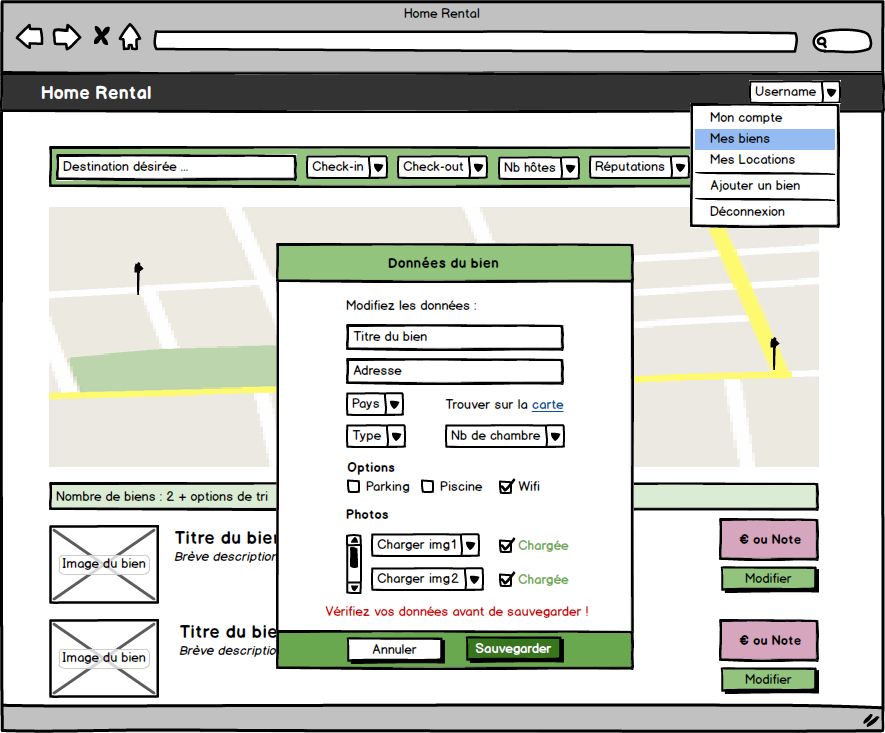 Home Rental
Home Rental
Username
Mon compte
Mes biens
Mes Locations
Ajouter un bien
Déconnexion
Destination désirée ...
Check-in
Check-out
Nb hôtes
Réputations
Données du bien
Modifiez les données :
Titre du bien
Adresse
Pays
Trouver sur la carte
Type
Nb de chambre
Options
Parking
Piscine
Wifi
Photos
Charger img1
Chargée
Charger img2
Chargée
Vérifiez vos données avant de sauvegarder !
Annuler
Sauvegarder
Nombre de biens : 2 + options de tri
Image du bien
Titre du bien
Brève description
€ ou Note
Modifier
Image du bien
Titre du bie
Brève descriptio
€ ou Note
Modifier